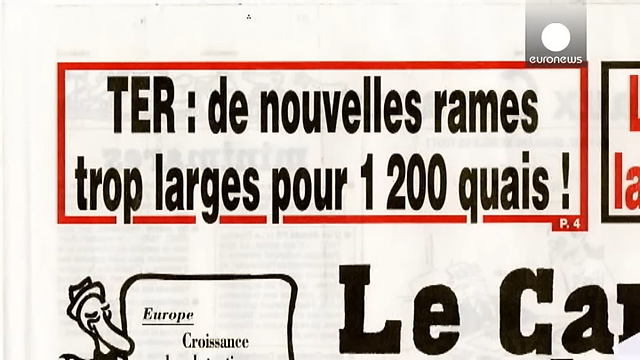 euronews
TER : de nouvelles rames
trop larges pour 1 200 quais !
P. 4
Europe
Croissance
Le Ca